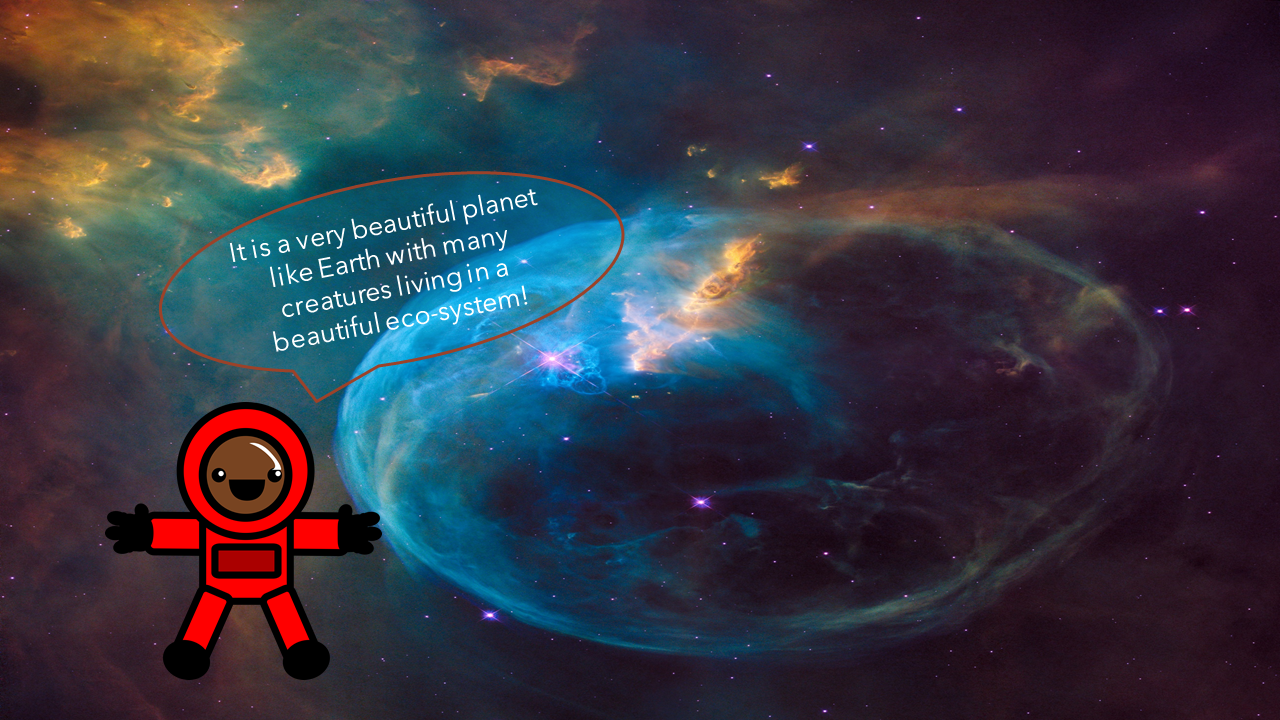 It is a very beautiful planet
like Earth with many
creatures living in a
beautiful eco-system!